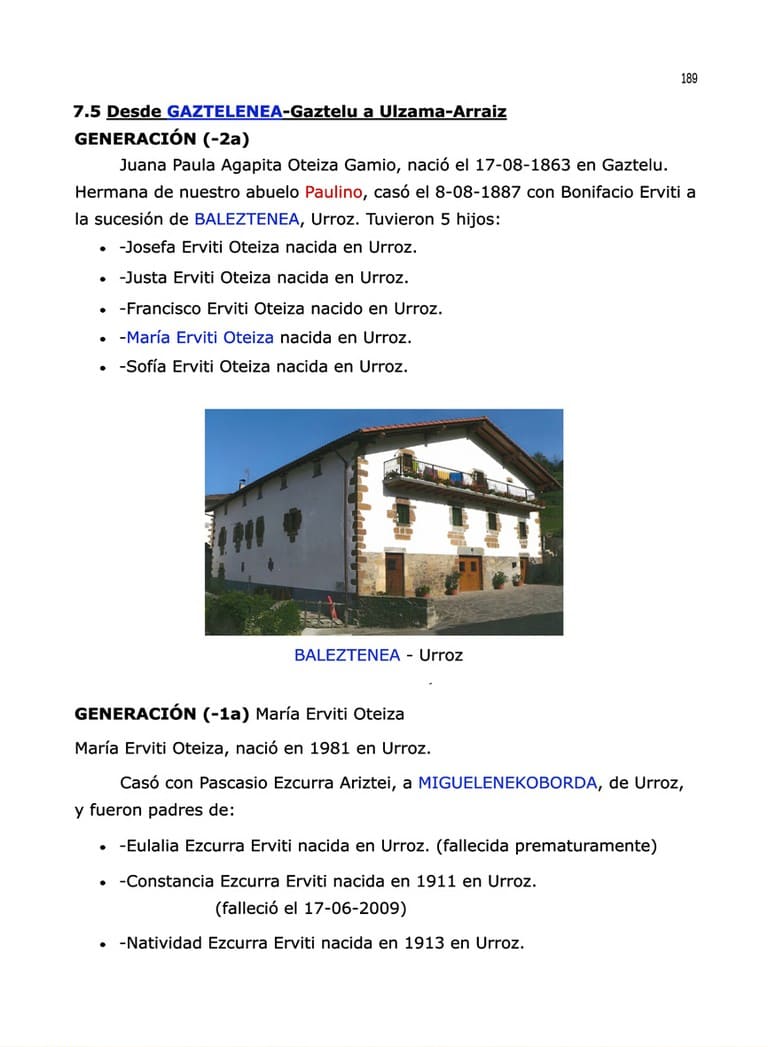 189
7.5 Desde GAZTELENEA-Gaztelu a Ulzama-Arraiz
GENERACIÓN (-2a)
Juana Paula Agapita Oteiza Gamio, nació el 17-08-1863 en Gaztelu.
Hermana de nuestro abuelo Paulino, casó el 8-08-1887 con Bonifacio Erviti a
la sucesión de BALEZTENEA, Urroz. Tuvieron 5 hijos:
• -Josefa Erviti Oteiza nacida en Urroz.
• -Justa Erviti Oteiza nacida en Urroz.
• -Francisco Erviti Oteiza nacido en Urroz.
• -María Erviti Oteiza nacida en Urroz.
• -Sofía Erviti Oteiza nacida en Urroz.
BALEZTENEA - Urroz
GENERACIÓN (-1a) María Erviti Oteiza
María Erviti Oteiza, nació en 1981 en Urroz.
Casó con Pascasio Ezcurra Ariztei, a MIGUELENEKOBORDA, de Urroz,
y fueron padres de:
• -Eulalia Ezcurra Erviti nacida en Urroz. (fallecida prematuramente)
• -Constancia Ezcurra Erviti nacida en 1911 en Urroz.
(falleció el 17-06-2009)
• -Natividad Ezcurra Erviti nacida en 1913 en Urroz.